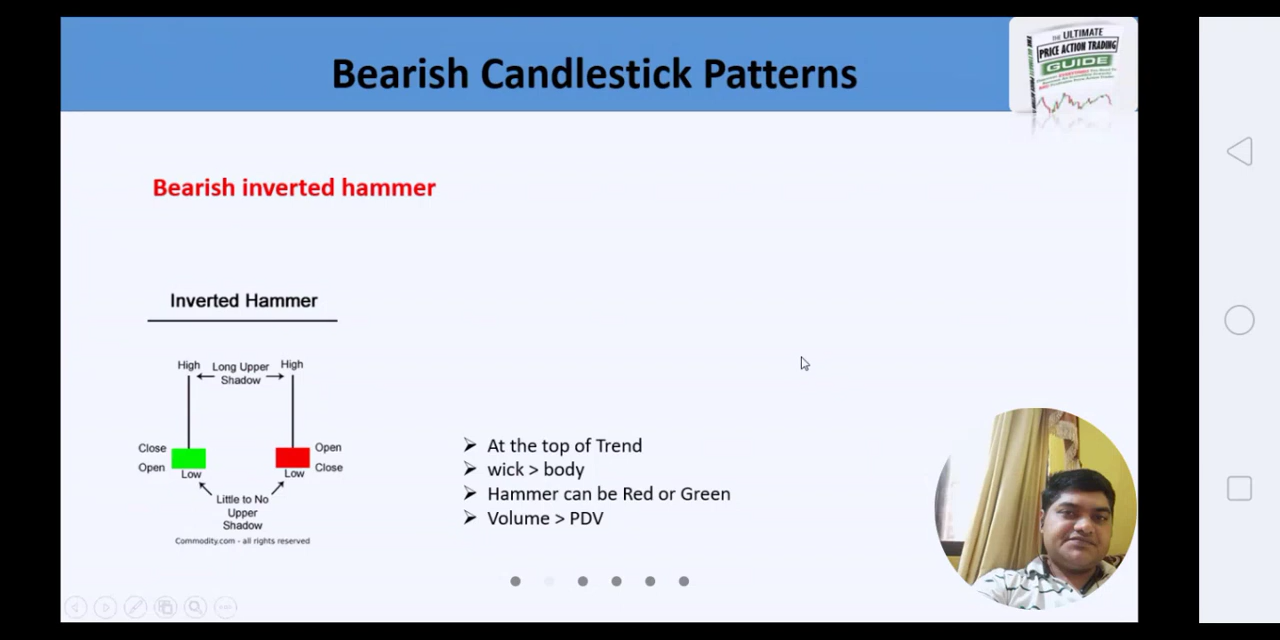 Bearish Candlestick Patterns
THE ULTIMATE
PRICE ACTION TRADING
GUIDE
Bearish inverted hammer
Inverted Hammer
High Long Upper High
Shadow
Close Open
Open Low Low Close
Little to No
Upper
Shadow
Commodity.com - all rights reserved
➢ At the top of Trend
➢ wick > body
➢ Hammer can be Red or Green
➢ Volume > PDV